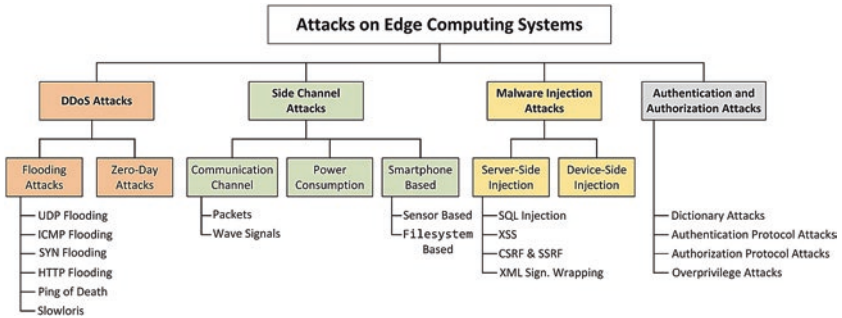 Attacks on Edge Computing Systems
DDoS Attacks
Side Channel
Attacks
Malware Injection
Attacks
Authentication and
Authorization Attacks
Flooding
Attacks
Zero-Day
Attacks
Communication
Channel
Power
Consumption
Smartphone
Based
Server-Side
Injection
Device-Side
Injection
UDP Flooding
ICMP Flooding
SYN Flooding
HTTP Flooding
Ping of Death
Slowloris
Packets
Wave Signals
Sensor Based
Filesystem
Based
SQL Injection
XSS
CSRF & SSRF
XML Sign. Wrapping
Dictionary Attacks
Authentication Protocol Attacks
Authorization Protocol Attacks
Overprivilege Attacks